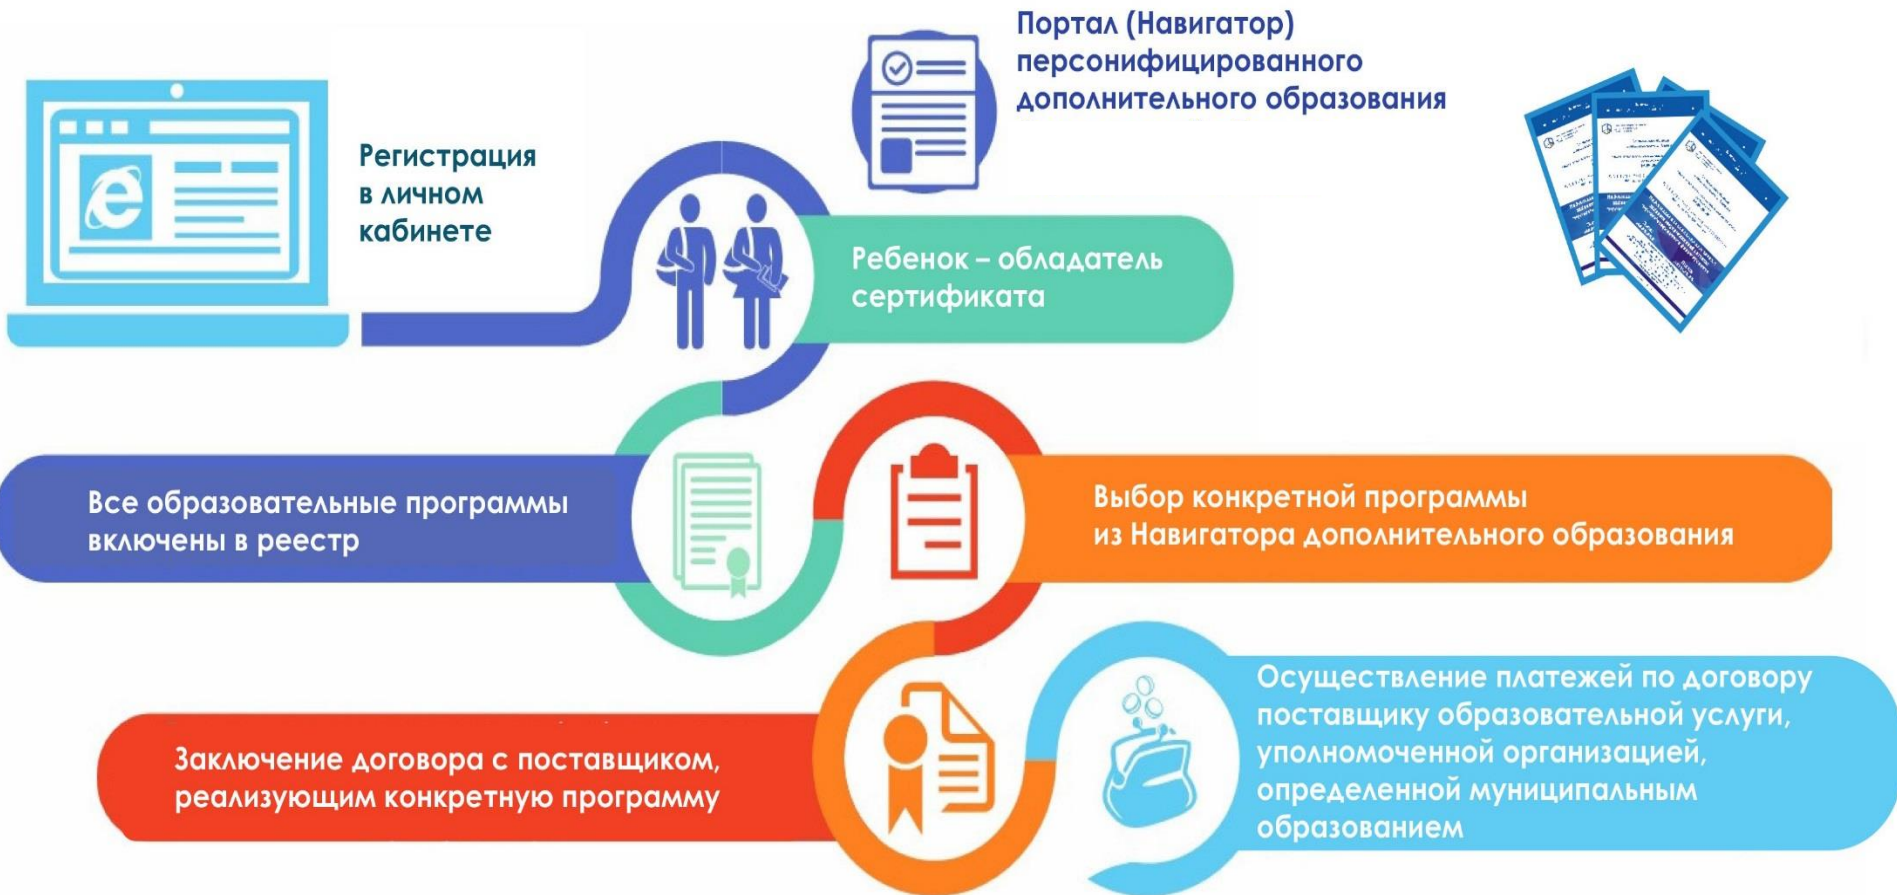 Портал (Навигатор)
персонифицированного
дополнительного образования
Регистрация
в личном
кабинете
Ребенок – обладатель
сертификата
Все образовательные программы
включены в реестр
Выбор конкретной программы
из Навигатора дополнительного образования
Заключение договора с поставщиком,
реализующим конкретную программу
Осуществление платежей по договору
поставщику образовательной услуги,
уполномоченной организацией,
определенной муниципальным
образованием